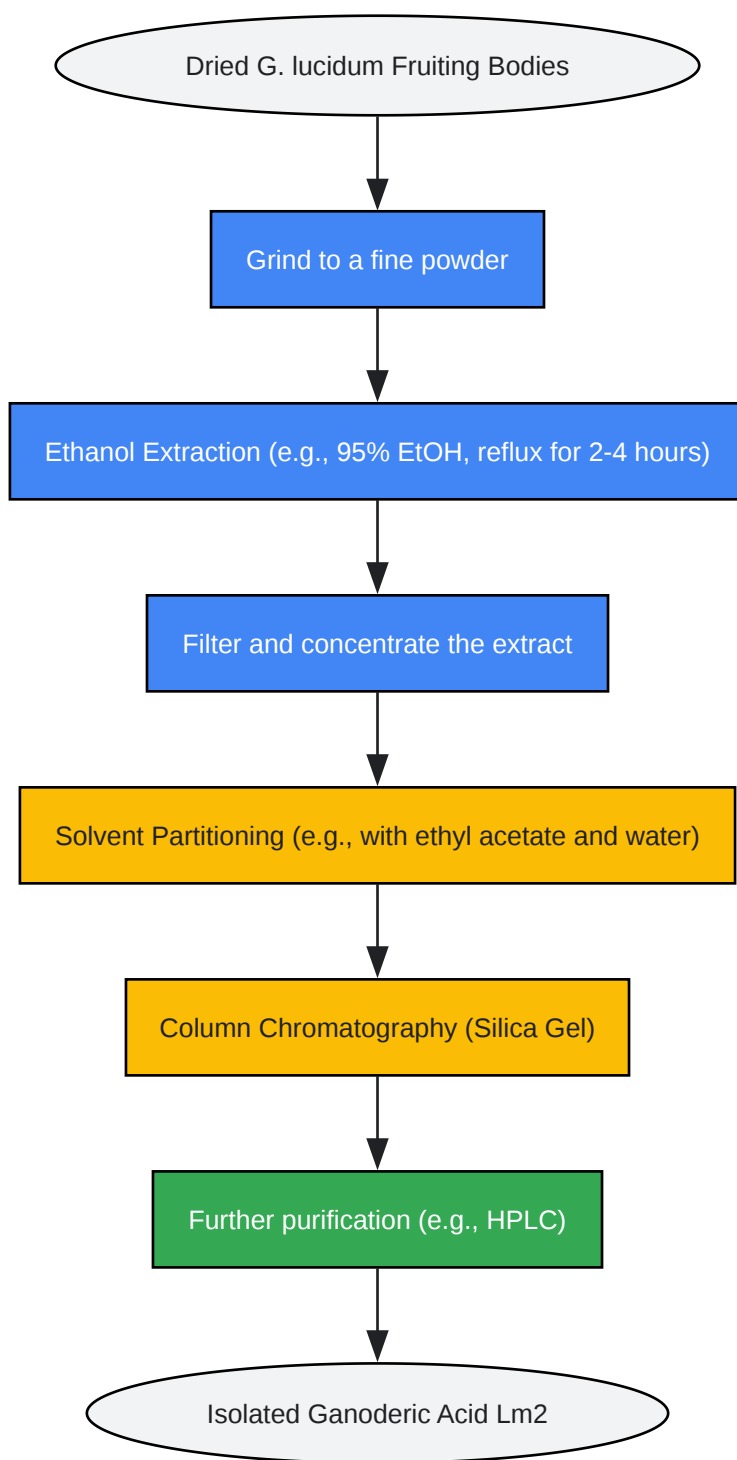 Dried G. lucidum Fruiting Bodies
Grind to a fine powder
Ethanol Extraction (e.g., 95% EtOH, reflux for 2-4 hours)
Filter and concentrate the extract
Solvent Partitioning (e.g., with ethyl acetate and water)
Column Chromatography (Silica Gel)
Further purification (e.g., HPLC)
Isolated Ganoderic Acid Lm2